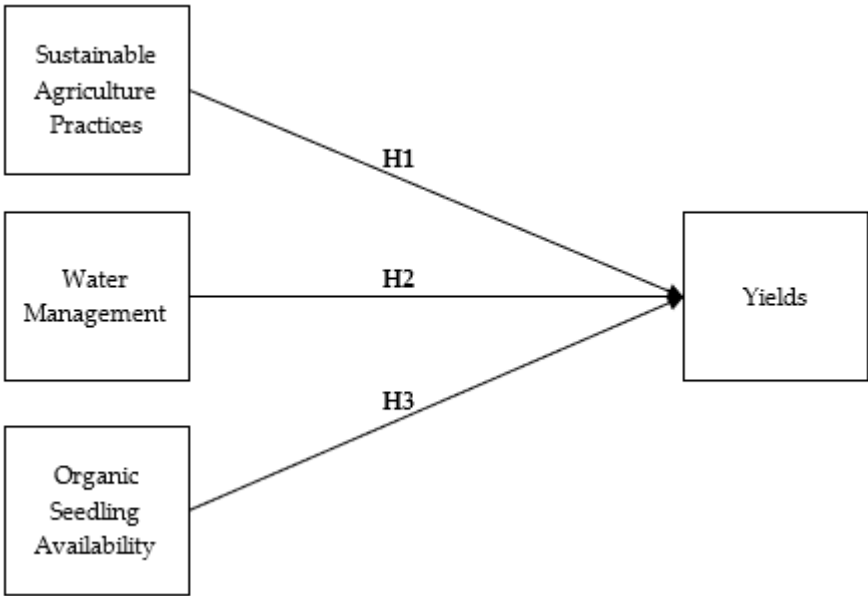 Sustainable
Agriculture
Practices
H1
Water
Management
H2
Yields
H3
Organic
Seedling
Availability